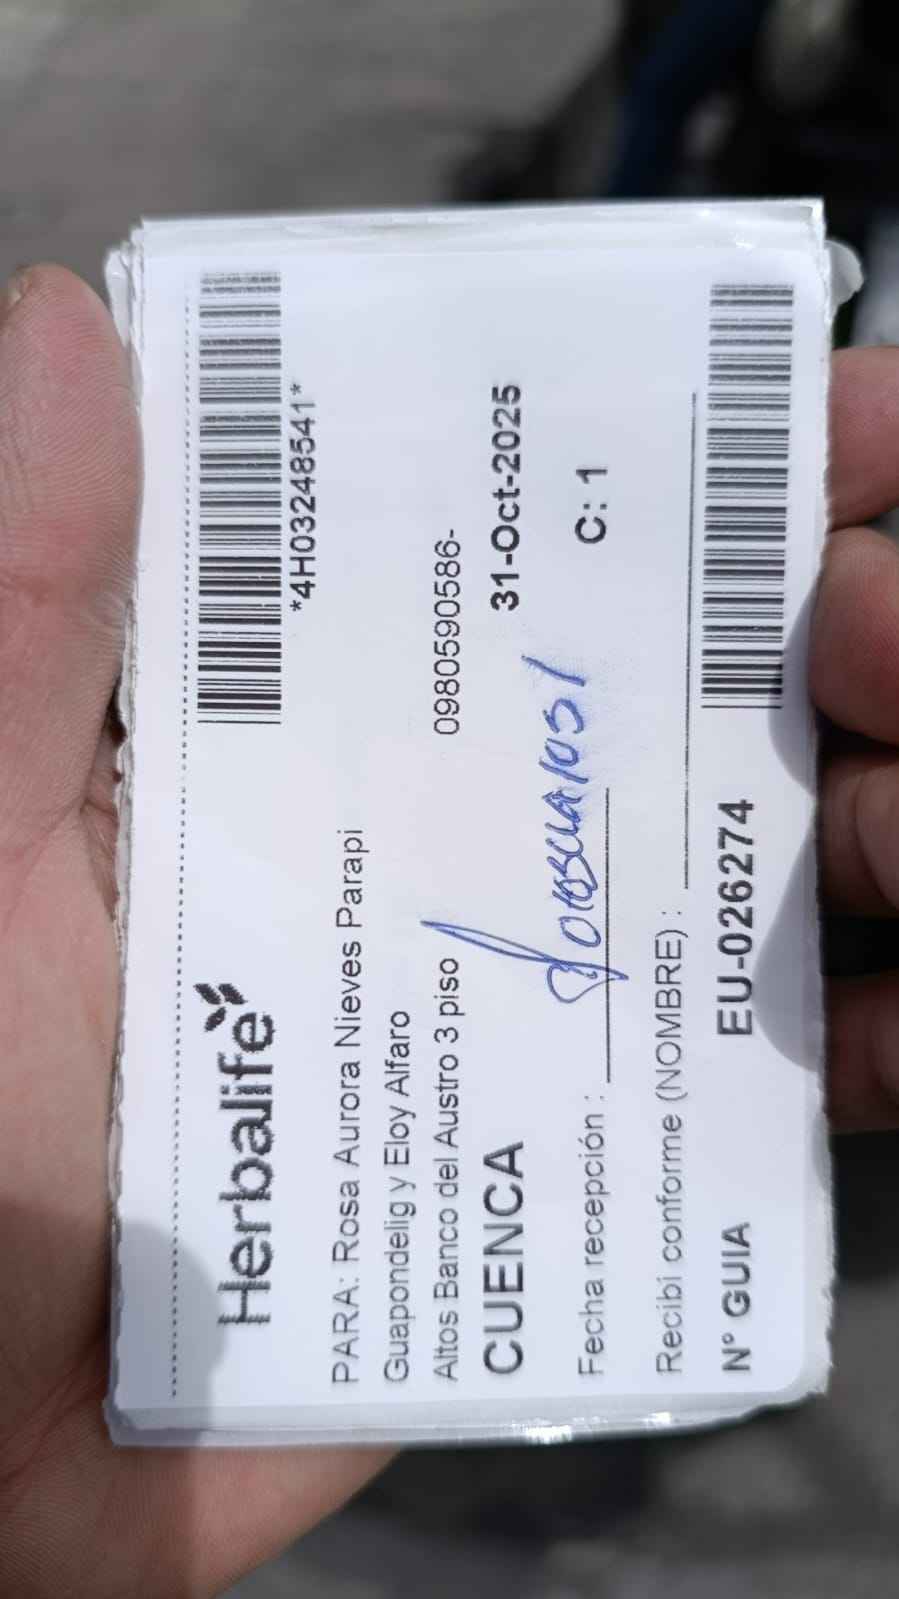 Herbalife
*4H03248541*
PARA: Rosa Aurora Nieves Parapi
Guapondelig y Eloy Alfaro
Altos Banco del Austro 3 piso
0980590586-
CUENCA
31-Oct-2025
Fecha recepción :
C: 1
Recibi conforme (NOMBRE) :
N° GUIA
EU-026274